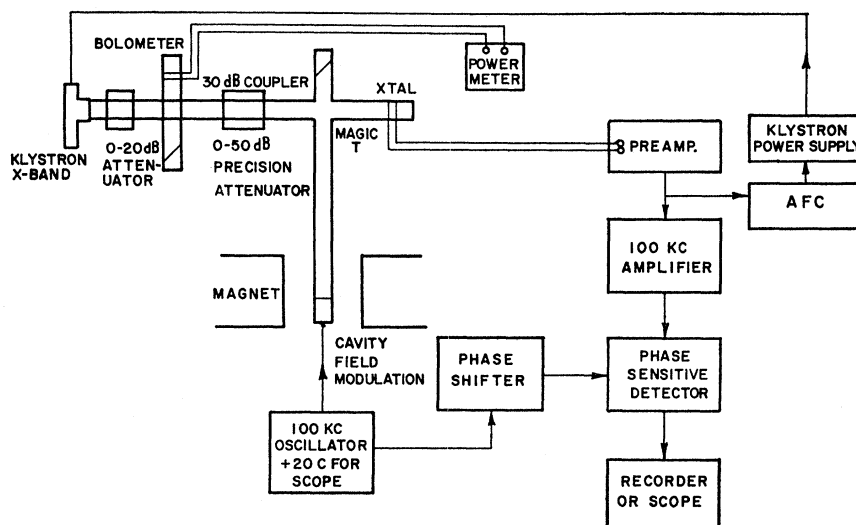 BOLOMETER
POWER
METER
30 dB COUPLER
XTAL
KLYSTRON
X-BAND
0-20dB
ATTEN-
UATOR
0-50 dB
PRECISION
ATTENUATOR
MAGIC
T
PREAMP.
KLYSTRON
POWER SUPPLY
AFC
100 KC
AMPLIFIER
MAGNET
CAVITY
FIELD
MODULATION
PHASE
SHIFTER
PHASE
SENSITIVE
DETECTOR
100 KC
OSCILLATOR
+20 C FOR
SCOPE
RECORDER
OR SCOPE